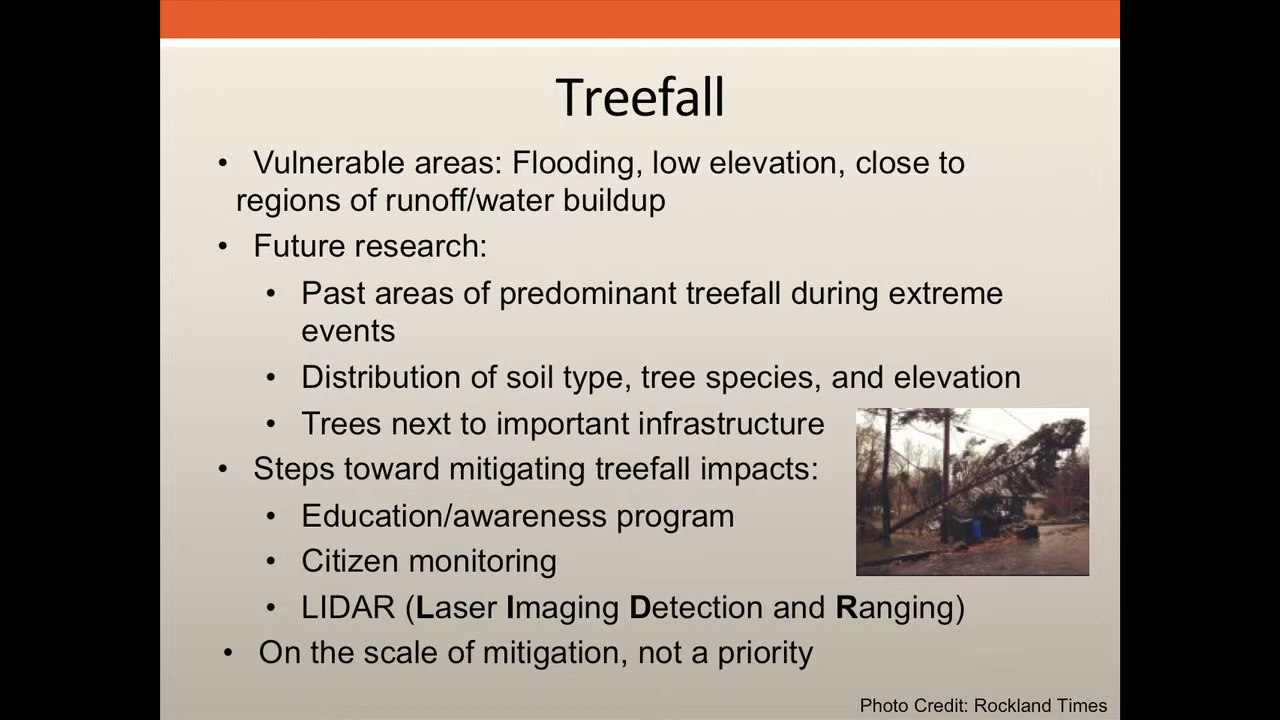 Treefall
• Vulnerable areas: Flooding, low elevation, close to
regions of runoff/water buildup
• Future research:
• Past areas of predominant treefall during extreme
events
• Distribution of soil type, tree species, and elevation
• Trees next to important infrastructure
• Steps toward mitigating treefall impacts:
• Education/awareness program
• Citizen monitoring
• LIDAR (Laser Imaging Detection and Ranging)
• On the scale of mitigation, not a priority
Photo Credit: Rockland Times